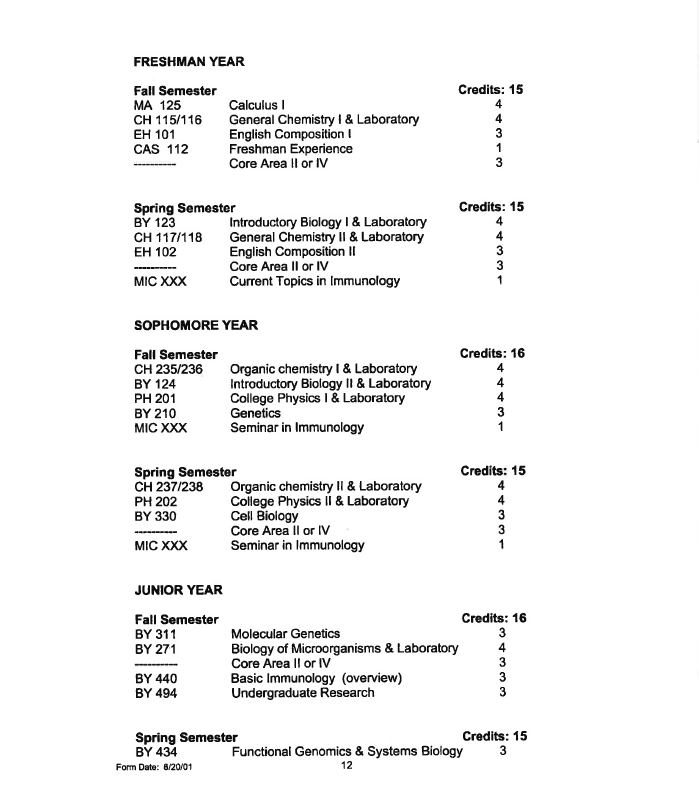 FRESHMAN YEAR
Fall Semester Credits: 15
MA 125 Calculus I 4
CH 115/116 General Chemistry I & Laboratory 4
EH 101 English Composition I 3
CAS 112 Freshman Experience 1
---------- Core Area II or IV 3
Spring Semester Credits: 15
BY 123 Introductory Biology I & Laboratory 4
CH 117/118 General Chemistry II & Laboratory 4
EH 102 English Composition II 3
---------- Core Area II or IV 3
MIC XXX Current Topics in Immunology 1
SOPHOMORE YEAR
Fall Semester Credits: 16
CH 235/236 Organic chemistry I & Laboratory 4
BY 124 Introductory Biology II & Laboratory 4
PH 201 College Physics I & Laboratory 4
BY 210 Genetics 3
MIC XXX Seminar in Immunology 1
Spring Semester Credits: 15
CH 237/238 Organic chemistry II & Laboratory 4
PH 202 College Physics II & Laboratory 4
BY 330 Cell Biology 3
---------- Core Area II or IV 3
MIC XXX Seminar in Immunology 1
JUNIOR YEAR
Fall Semester Credits: 16
BY 311 Molecular Genetics 3
BY 271 Biology of Microorganisms & Laboratory 4
---------- Core Area II or IV 3
BY 440 Basic Immunology (overview) 3
BY 494 Undergraduate Research 3
Spring Semester Credits: 15
BY 434 Functional Genomics & Systems Biology 3
Form Date: 8/20/01 12